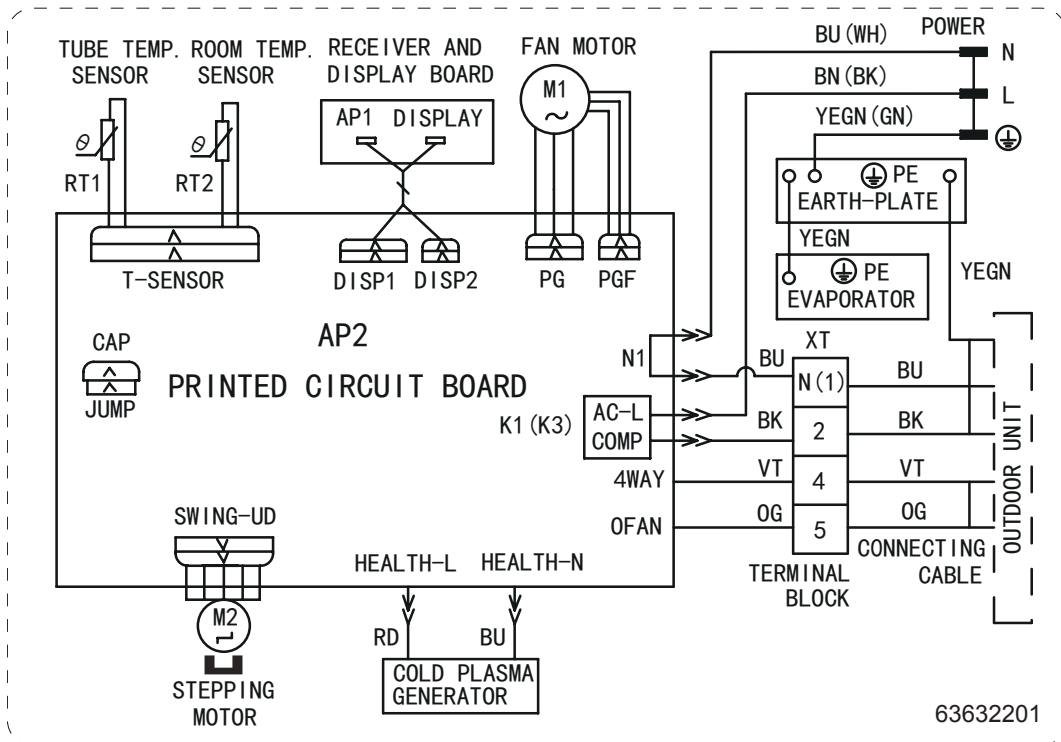 TUBE TEMP.
SENSOR
ROOM TEMP.
SENSOR
RECEIVER AND
DISPLAY BOARD
FAN MOTOR
POWER
BU(WH)
N
BN(BK)
L
YEGN(GN)
AP1 DISPLAY
M1
θ
RT1
θ
RT2
PE
EARTH-PLATE
YEGN
YEGN
PE
EVAPORATOR
T-SENSOR
DISP1
DISP2
PG
PGF
CAP
JUMP
AP2
PRINTED CIRCUIT BOARD
N1
K1(K3)
AC-L
COMP
4WAY
OFAN
XT
BU
N(1)
BU
BK
2
BK
VT
4
VT
OG
5
OG
TERMINAL
BLOCK
CONNECTING
CABLE
OUTDOOR UNIT
SWING-UD
M2
STEPPING
MOTOR
HEALTH-L
HEALTH-N
RD
BU
COLD PLASMA
GENERATOR
63632201